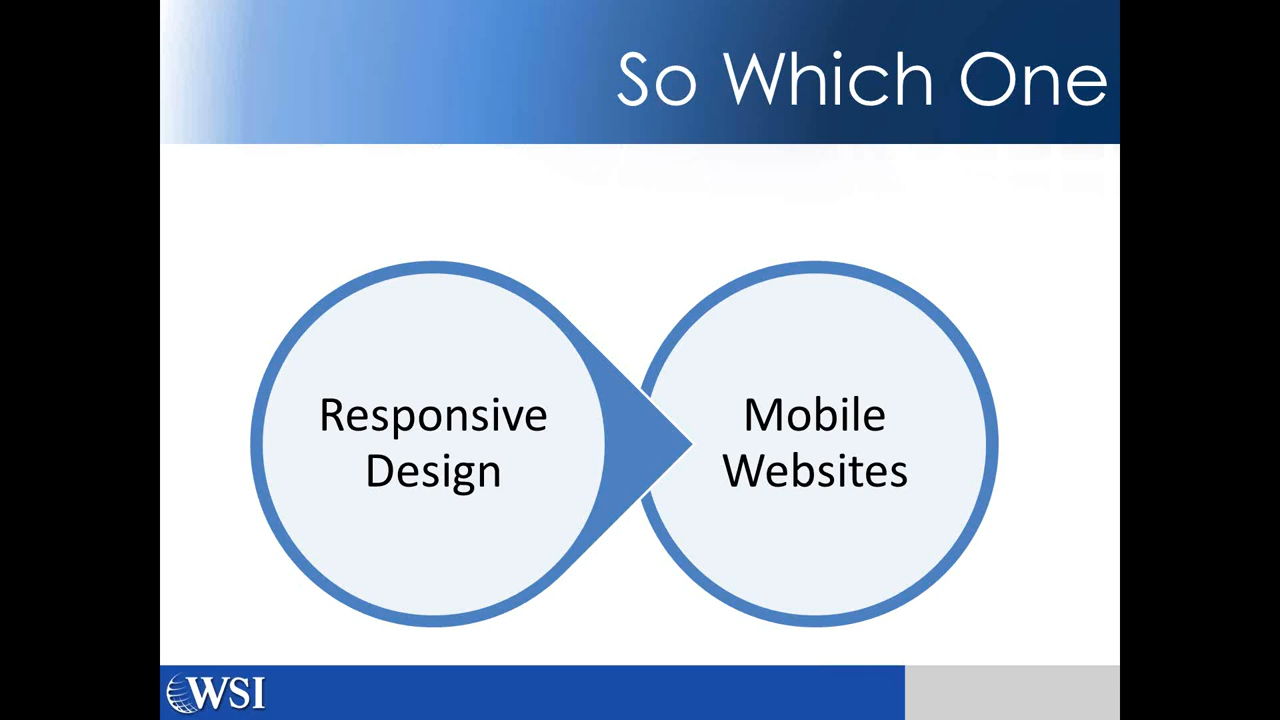 So Which One
Responsive
Design
Mobile
Websites
WSI